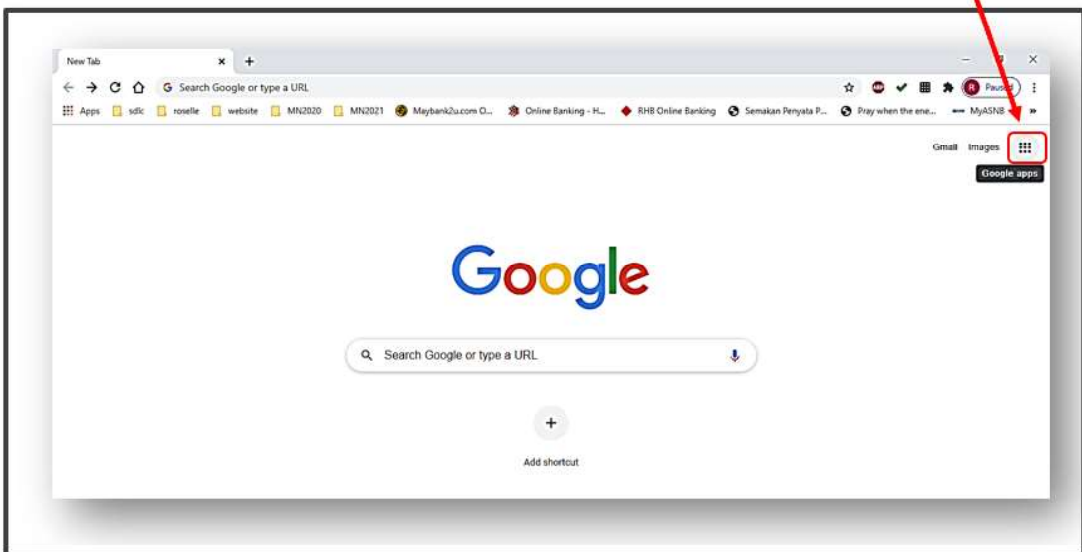 New Tab
Search Google or type a URL
Paused
Apps sdlc roselle website MN2020 MN2021 Maybank2u.com O... Online Banking - H... RHB Online Banking Semakan Penyata P... Pray when the ene... MyASNB
Gmail Images
Google apps
Google
Search Google or type a URL
Add shortcut